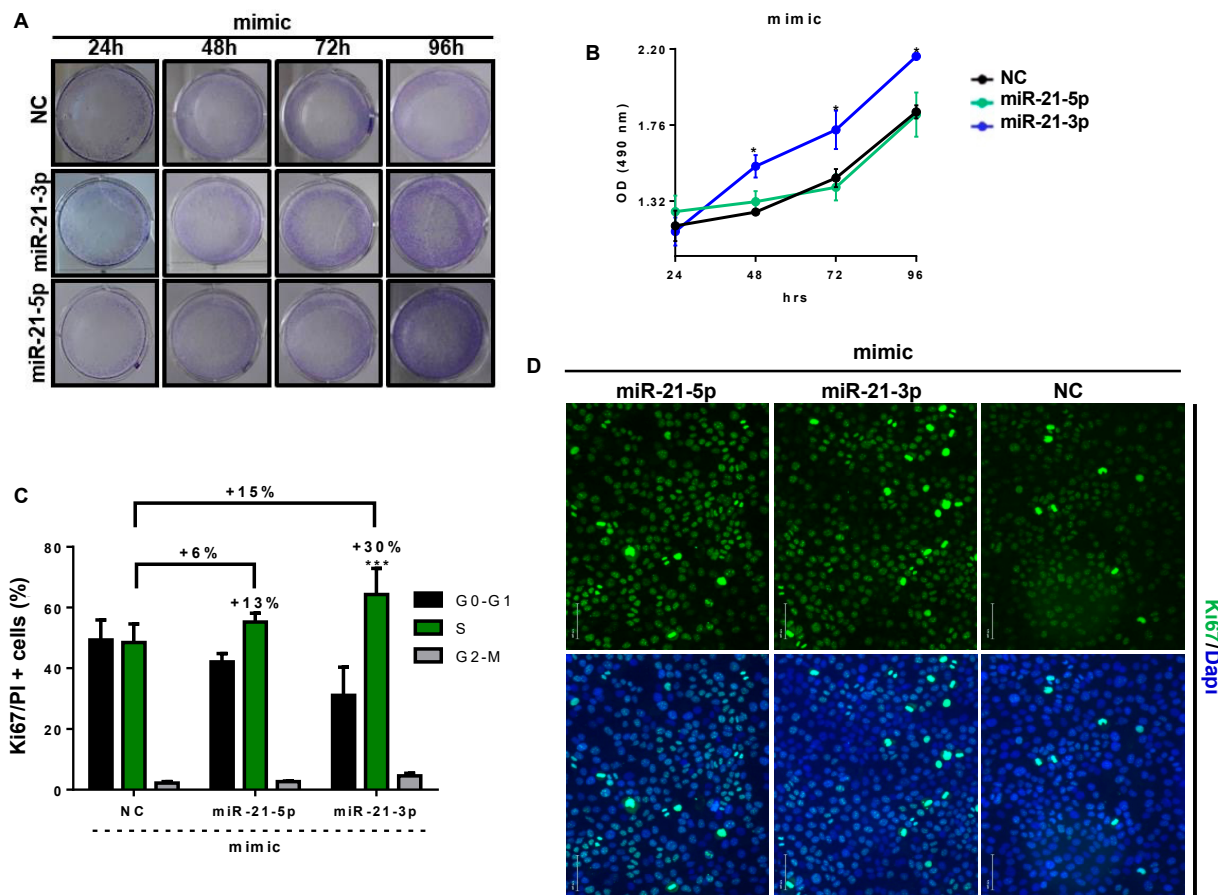 A
mimic
24h 48h 72h 96h
NC
miR-21-3p
miR-21-5p
B
mimic
2.20
1.76
1.32
OD (490 nm)
24 48 72 96
hrs
*
*
*
NC
miR-21-5p
miR-21-3p
C
+15%
+6%
+13%
+30%
***
80
60
40
20
0
Ki67/PI + cells (%)
G0-G1
S
G2-M
NC miR-21-5p miR-21-3p
mimic
D
mimic
miR-21-5p miR-21-3p NC
Ki67/Dapi